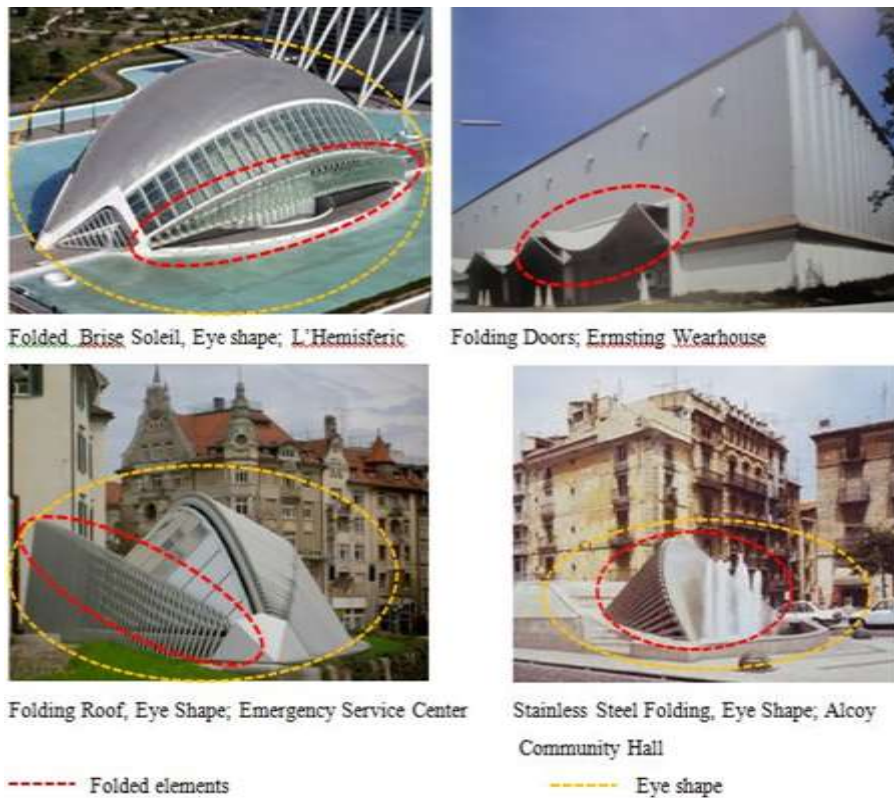 Folded Brise Soleil, Eye shape; L'Hemisferic
Folding Doors; Ermsting Wearhouse
Folding Roof, Eye Shape; Emergency Service Center
Stainless Steel Folding, Eye Shape; Alcoy
Community Hall
Folded elements
Eye shape